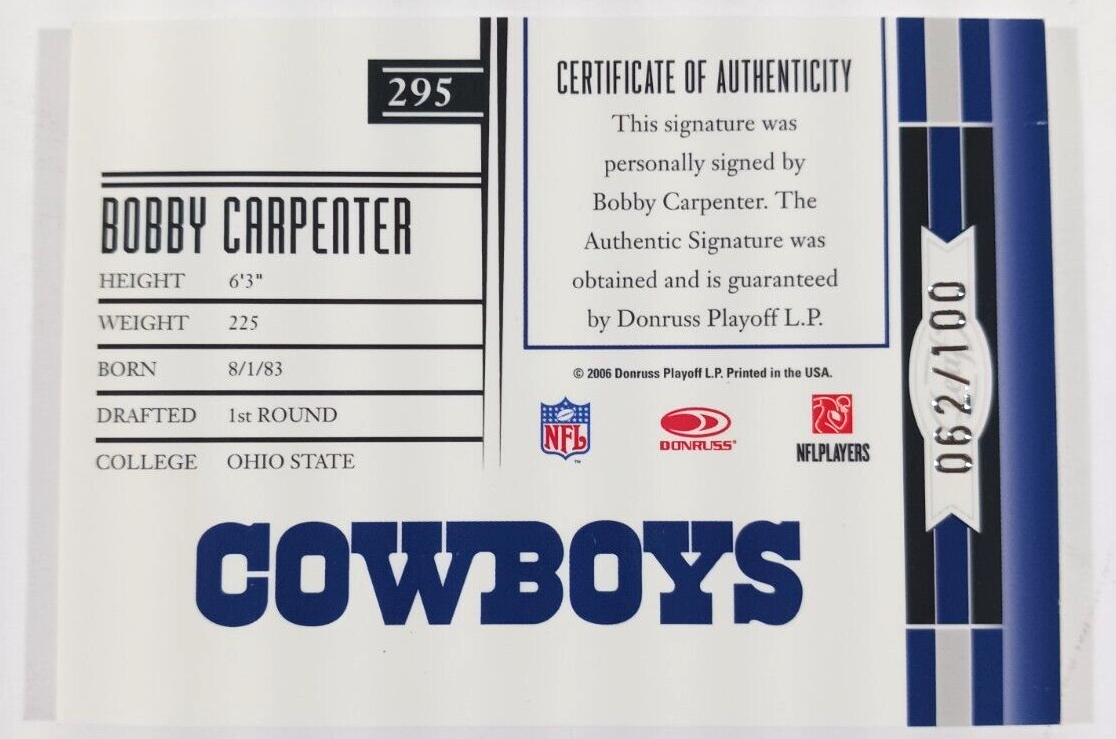 295
BOBBY CARPENTER
HEIGHT 6'3"
WEIGHT 225
BORN 8/1/83
DRAFTED 1st ROUND
COLLEGE OHIO STATE
CERTIFICATE OF AUTHENTICITY
This signature was
personally signed by
Bobby Carpenter. The
Authentic Signature was
obtained and is guaranteed
by Donruss Playoff L.P.
© 2006 Donruss Playoff L.P. Printed in the USA.
NFL
DONRUSS
NFLPLAYERS
COWBOYS
062/100